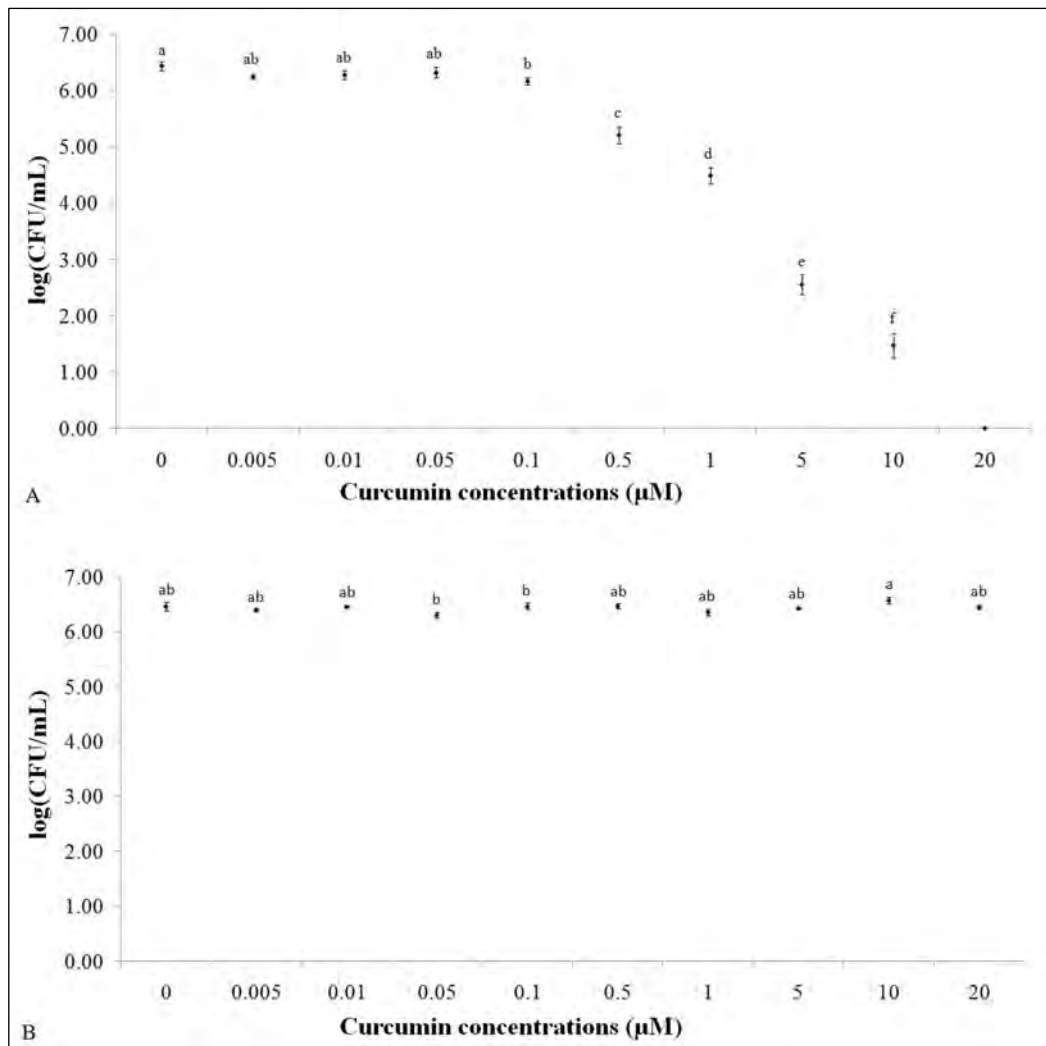 7.00
a
ab
ab
ab
b
6.00
c
5.00
d
4.00
log(CFU/mL)
3.00
e
2.00
f
1.00
0.00
0 0.005 0.01 0.05 0.1 0.5 1 5 10 20
A
Curcumin concentrations (µM)
7.00
ab
ab
ab
b
b
ab
ab
ab
a
ab
6.00
5.00
log(CFU/mL)
4.00
3.00
2.00
1.00
0.00
0 0.005 0.01 0.05 0.1 0.5 1 5 10 20
B
Curcumin concentrations (µM)